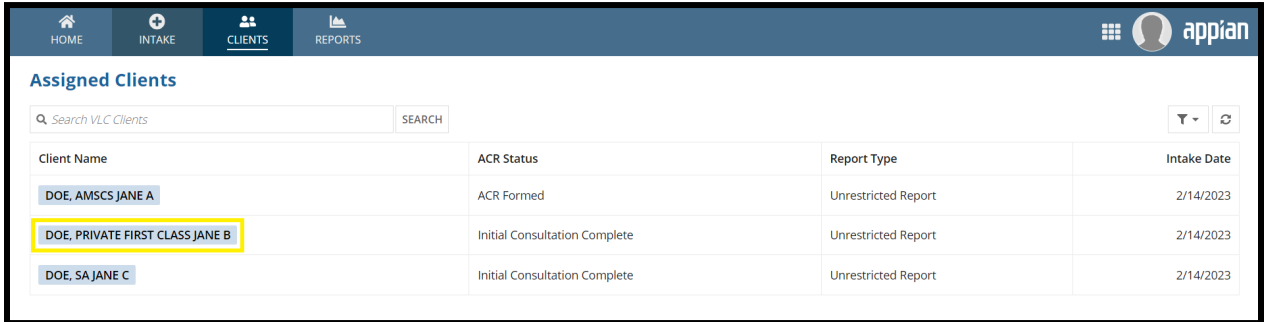 HOME INTAKE CLIENTS REPORTS appian
Assigned Clients
Search VLC Clients SEARCH
Client Name ACR Status Report Type Intake Date
DOE, AMSCS JANE A ACR Formed Unrestricted Report 2/14/2023
DOE, PRIVATE FIRST CLASS JANE B Initial Consultation Complete Unrestricted Report 2/14/2023
DOE, SA JANE C Initial Consultation Complete Unrestricted Report 2/14/2023